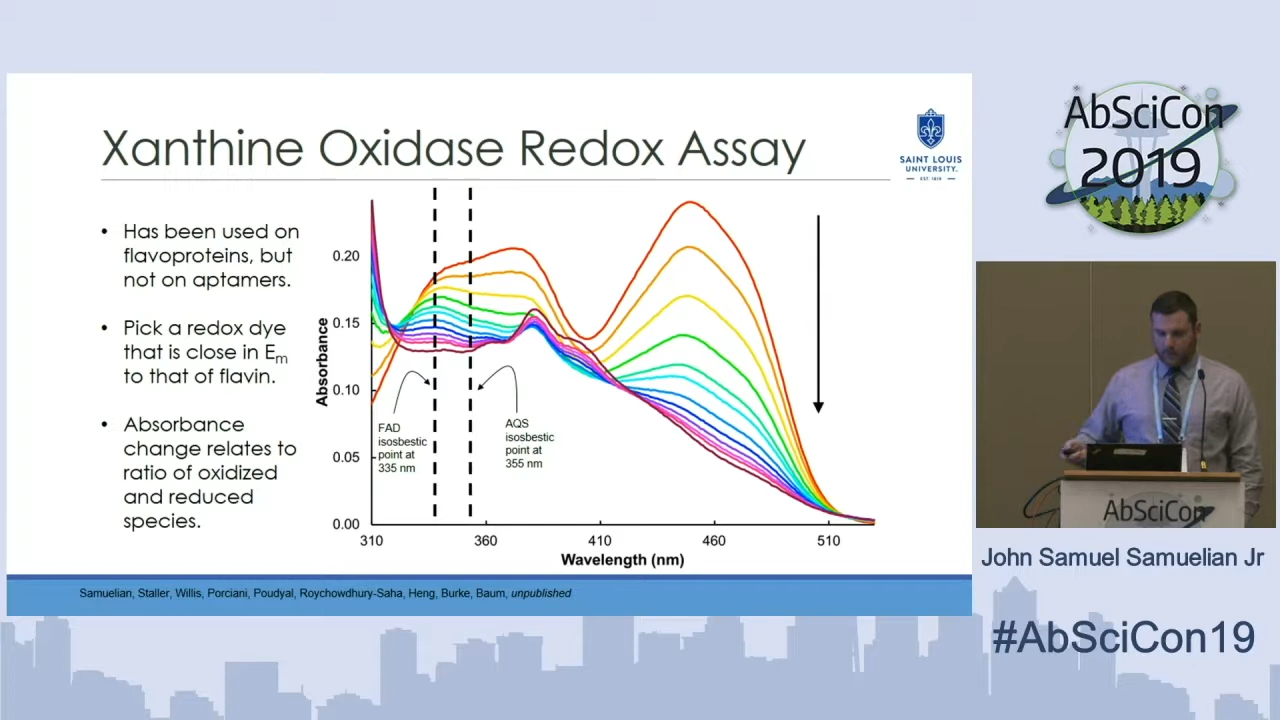 Xanthine Oxidase Redox Assay
SAINT LOUIS
UNIVERSITY.
EST. 1818
• Has been used on
flavoproteins, but
not on aptamers.
• Pick a redox dye
that is close in Em
to that of flavin.
• Absorbance
change relates to
ratio of oxidized
and reduced
species.
Absorbance
0.20
0.15
0.10
0.05
0.00
310
360
410
460
510
Wavelength (nm)
FAD
isosbestic
point at
335 nm
AQS
isosbestic
point at
355 nm
Samuelian, Staller, Willis, Porciani, Poudyal, Roychowdhury-Saha, Heng, Burke, Baum, unpublished
AbSciCon
2019
AbSciCon
John Samuel Samuelian Jr
#AbSciCon19